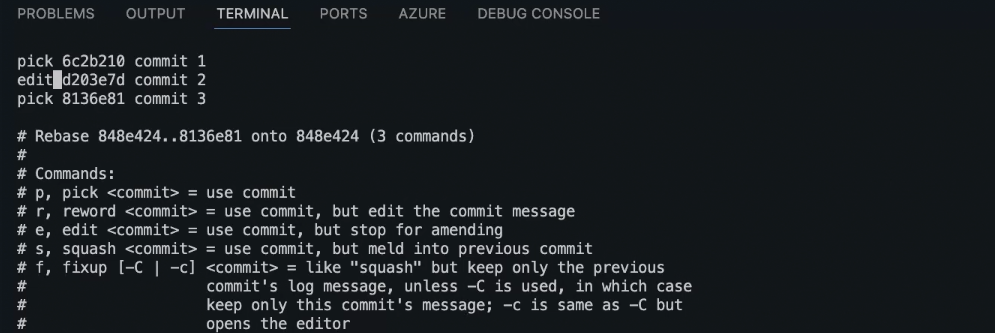 PROBLEMS OUTPUT TERMINAL PORTS AZURE DEBUG CONSOLE
pick 6c2b210 commit 1
edit d203e7d commit 2
pick 8136e81 commit 3
# Rebase 848e424..8136e81 onto 848e424 (3 commands)
#
# Commands:
# p, pick <commit> = use commit
# r, reword <commit> = use commit, but edit the commit message
# e, edit <commit> = use commit, but stop for amending
# s, squash <commit> = use commit, but meld into previous commit
# f, fixup [-C | -c] <commit> = like "squash" but keep only the previous
# commit's log message, unless -C is used, in which case
# keep only this commit's message; -c is same as -C but
# opens the editor